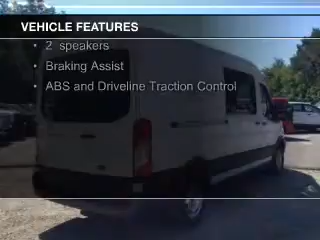 VEHICLE FEATURES
• 2 speakers
• Braking Assist
• ABS and Driveline Traction Control